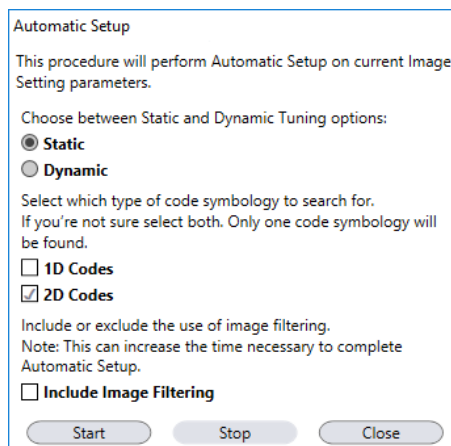 Automatic Setup
This procedure will perform Automatic Setup on current Image
Setting parameters.
Choose between Static and Dynamic Tuning options:
Static
Dynamic
Select which type of code symbology to search for.
If you're not sure select both. Only one code symbology will
be found.
1D Codes
2D Codes
Include or exclude the use of image filtering.
Note: This can increase the time necessary to complete
Automatic Setup.
Include Image Filtering
Start Stop Close